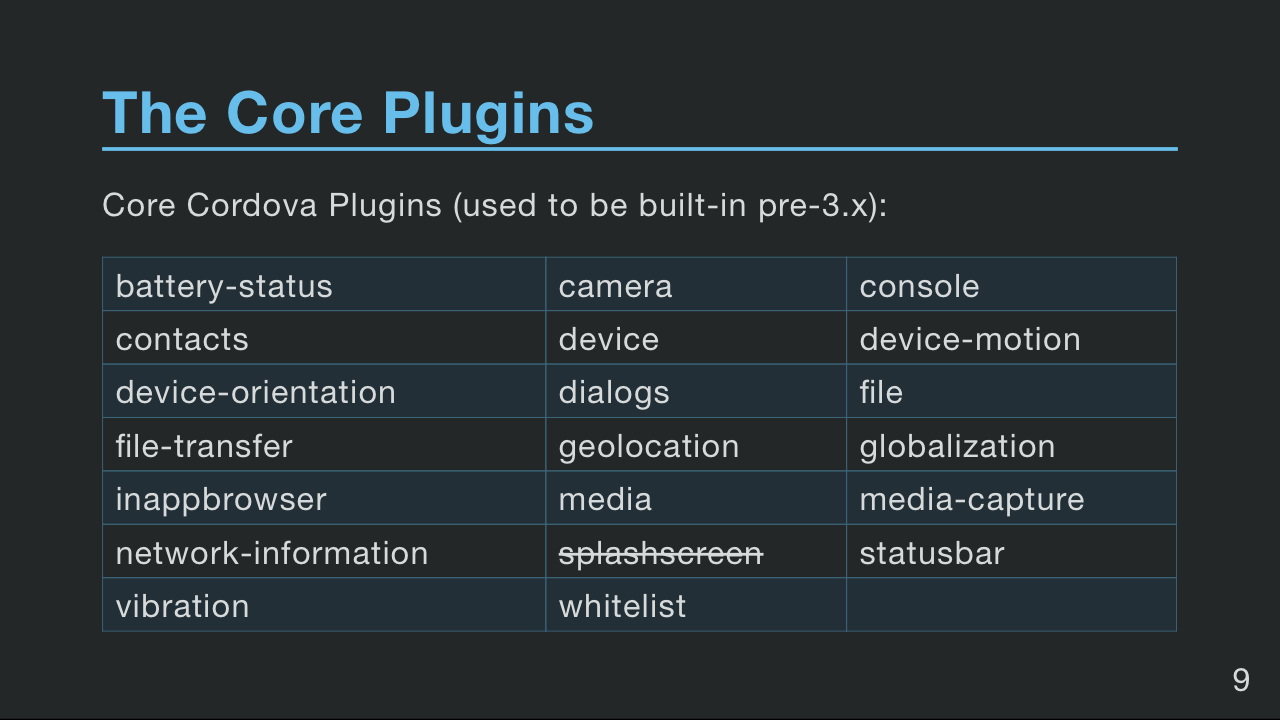 The Core Plugins
Core Cordova Plugins (used to be built-in pre-3.x):
battery-status camera console
contacts device device-motion
device-orientation dialogs file
file-transfer geolocation globalization
inappbrowser media media-capture
network-information splashscreen statusbar
vibration whitelist
9